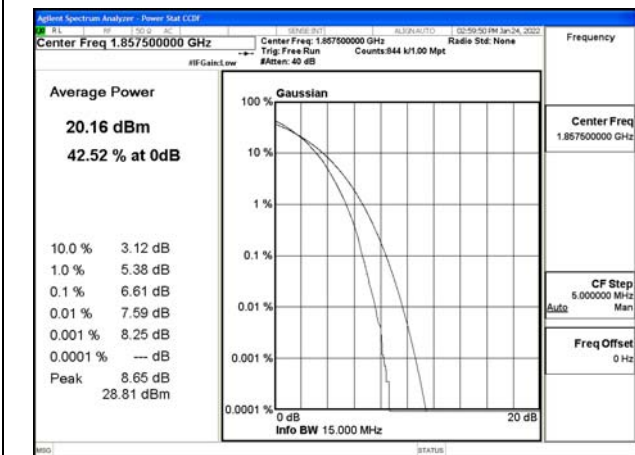 Agilent Spectrum Analyzer - Power Stat CCDF
RL RF 50 Ω AC SENSE:INT ALIGN AUTO 02:59:50 PM Jan 24, 2022
Center Freq 1.857500000 GHz
Center Freq: 1.857500000 GHz Radio Std: None
Trig: Free Run Counts:844 k/1.00 Mpt
#IFGain:Low #Atten: 40 dB
Frequency
Average Power
20.16 dBm
42.52 % at 0dB
10.0 % 3.12 dB
1.0 % 5.38 dB
0.1 % 6.61 dB
0.01 % 7.59 dB
0.001 % 8.25 dB
0.0001 % --- dB
Peak 8.65 dB
28.81 dBm
Gaussian
100 %
10 %
1 %
0.1 %
0.01 %
0.001 %
0.0001 %
0 dB 20 dB
Info BW 15.000 MHz
Center Freq
1.857500000 GHz
CF Step
5.000000 MHz
Auto Man
Freq Offset
0 Hz
MSG STATUS